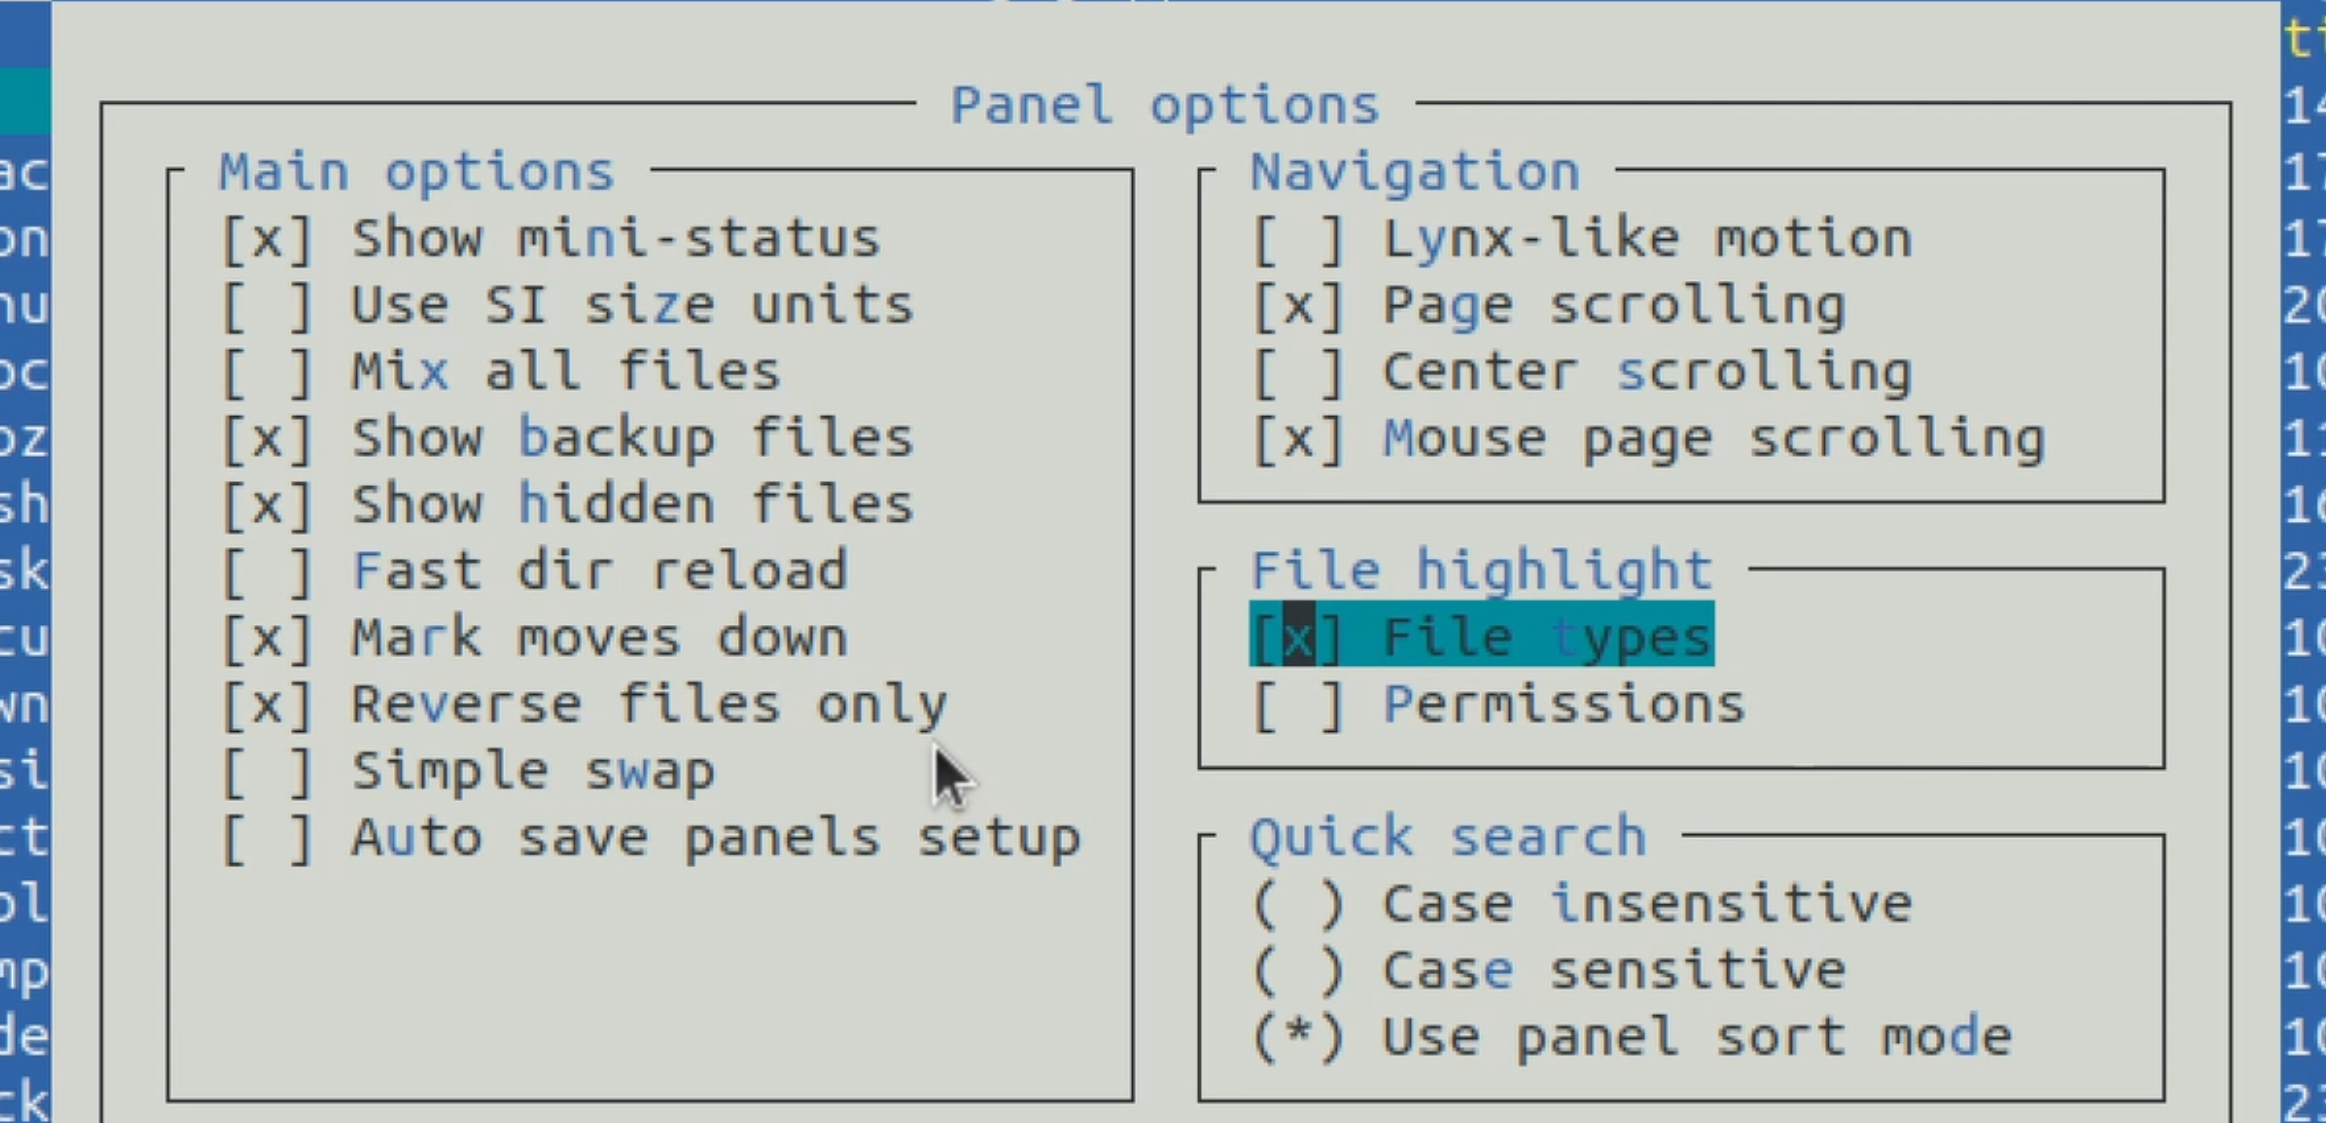 Panel options
Main options
[x] Show mini-status
[ ] Use SI size units
[ ] Mix all files
[x] Show backup files
[x] Show hidden files
[ ] Fast dir reload
[x] Mark moves down
[x] Reverse files only
[ ] Simple swap
[ ] Auto save panels setup
Navigation
[ ] Lynx-like motion
[x] Page scrolling
[ ] Center scrolling
[x] Mouse page scrolling
File highlight
[x] File types
[ ] Permissions
Quick search
( ) Case insensitive
( ) Case sensitive
(*) Use panel sort mode